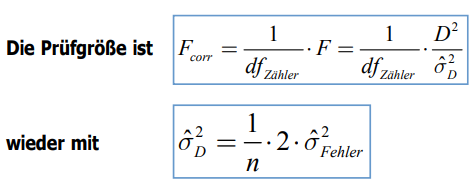 Die Prüfgröße ist F_corr = 1/df_Zähler · F = 1/df_Zähler · D²/σ̂²_D
wieder mit σ̂²_D = 1/n · 2 · σ̂²_Fehler